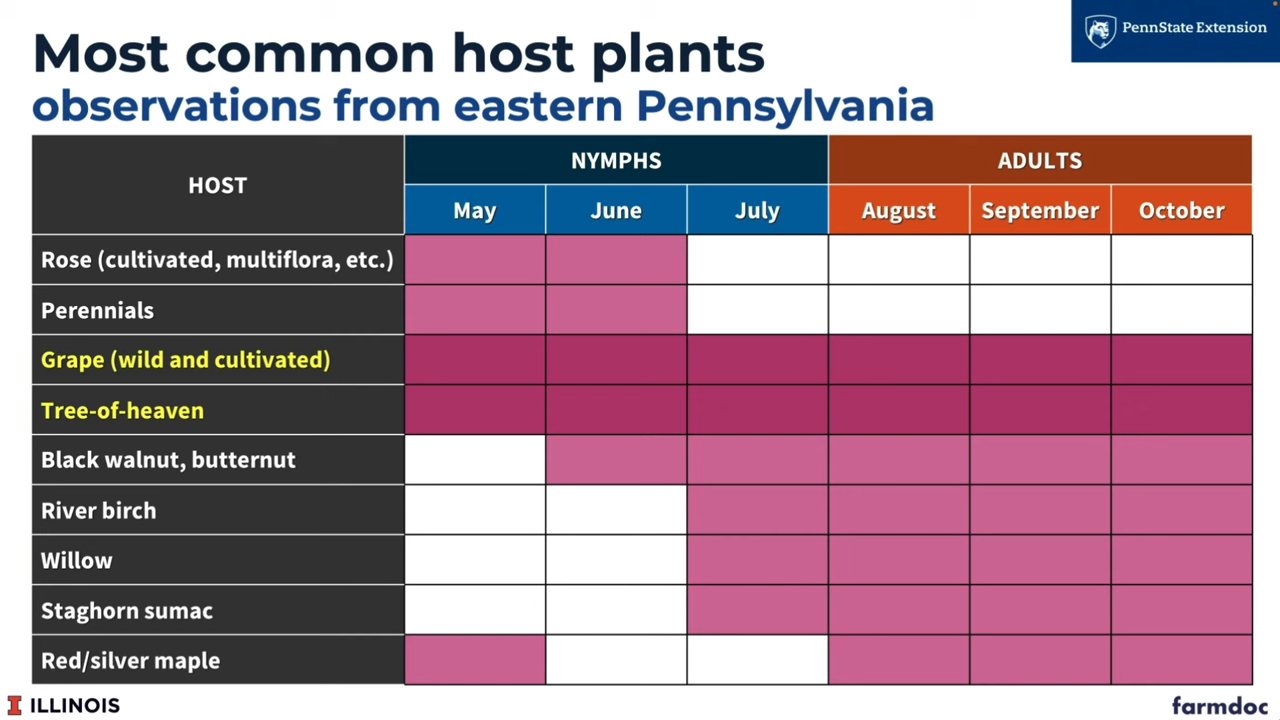 PennState Extension
Most common host plants
observations from eastern Pennsylvania
HOST
NYMPHS
ADULTS
May
June
July
August
September
October
Rose (cultivated, multiflora, etc.)
Perennials
Grape (wild and cultivated)
Tree-of-heaven
Black walnut, butternut
River birch
Willow
Staghorn sumac
Red/silver maple
I ILLINOIS
farmdoc